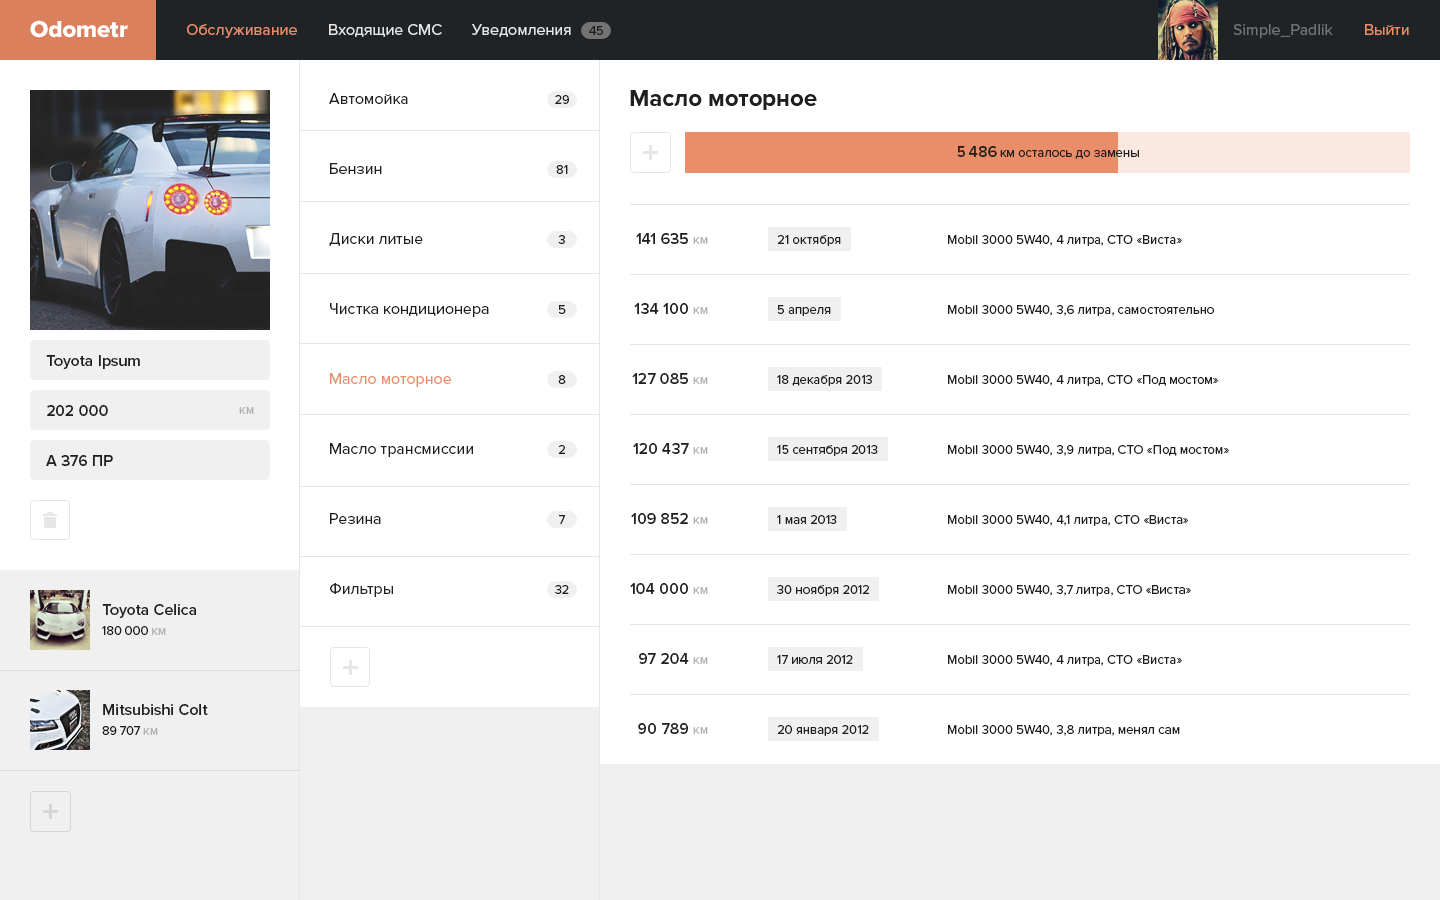 Odometr
Обслуживание Входящие СМС Уведомления 45
Simple_Padlik Выйти
Toyota Ipsum
202 000 км
А 376 ПР
Toyota Celica
180 000 км
Mitsubishi Colt
89 707 км
Автомойка 29
Бензин 81
Диски литые 3
Чистка кондиционера 5
Масло моторное 8
Масло трансмиссии 2
Резина 7
Фильтры 32
Масло моторное
5 486 км осталось до замены
141 635 км 21 октября Mobil 3000 5W40, 4 литра, СТО «Виста»
134 100 км 5 апреля Mobil 3000 5W40, 3,6 литра, самостоятельно
127 085 км 18 декабря 2013 Mobil 3000 5W40, 4 литра, СТО «Под мостом»
120 437 км 15 сентября 2013 Mobil 3000 5W40, 3,9 литра, СТО «Под мостом»
109 852 км 1 мая 2013 Mobil 3000 5W40, 4,1 литра, СТО «Виста»
104 000 км 30 ноября 2012 Mobil 3000 5W40, 3,7 литра, СТО «Виста»
97 204 км 17 июля 2012 Mobil 3000 5W40, 4 литра, СТО «Виста»
90 789 км 20 января 2012 Mobil 3000 5W40, 3,8 литра, менял сам